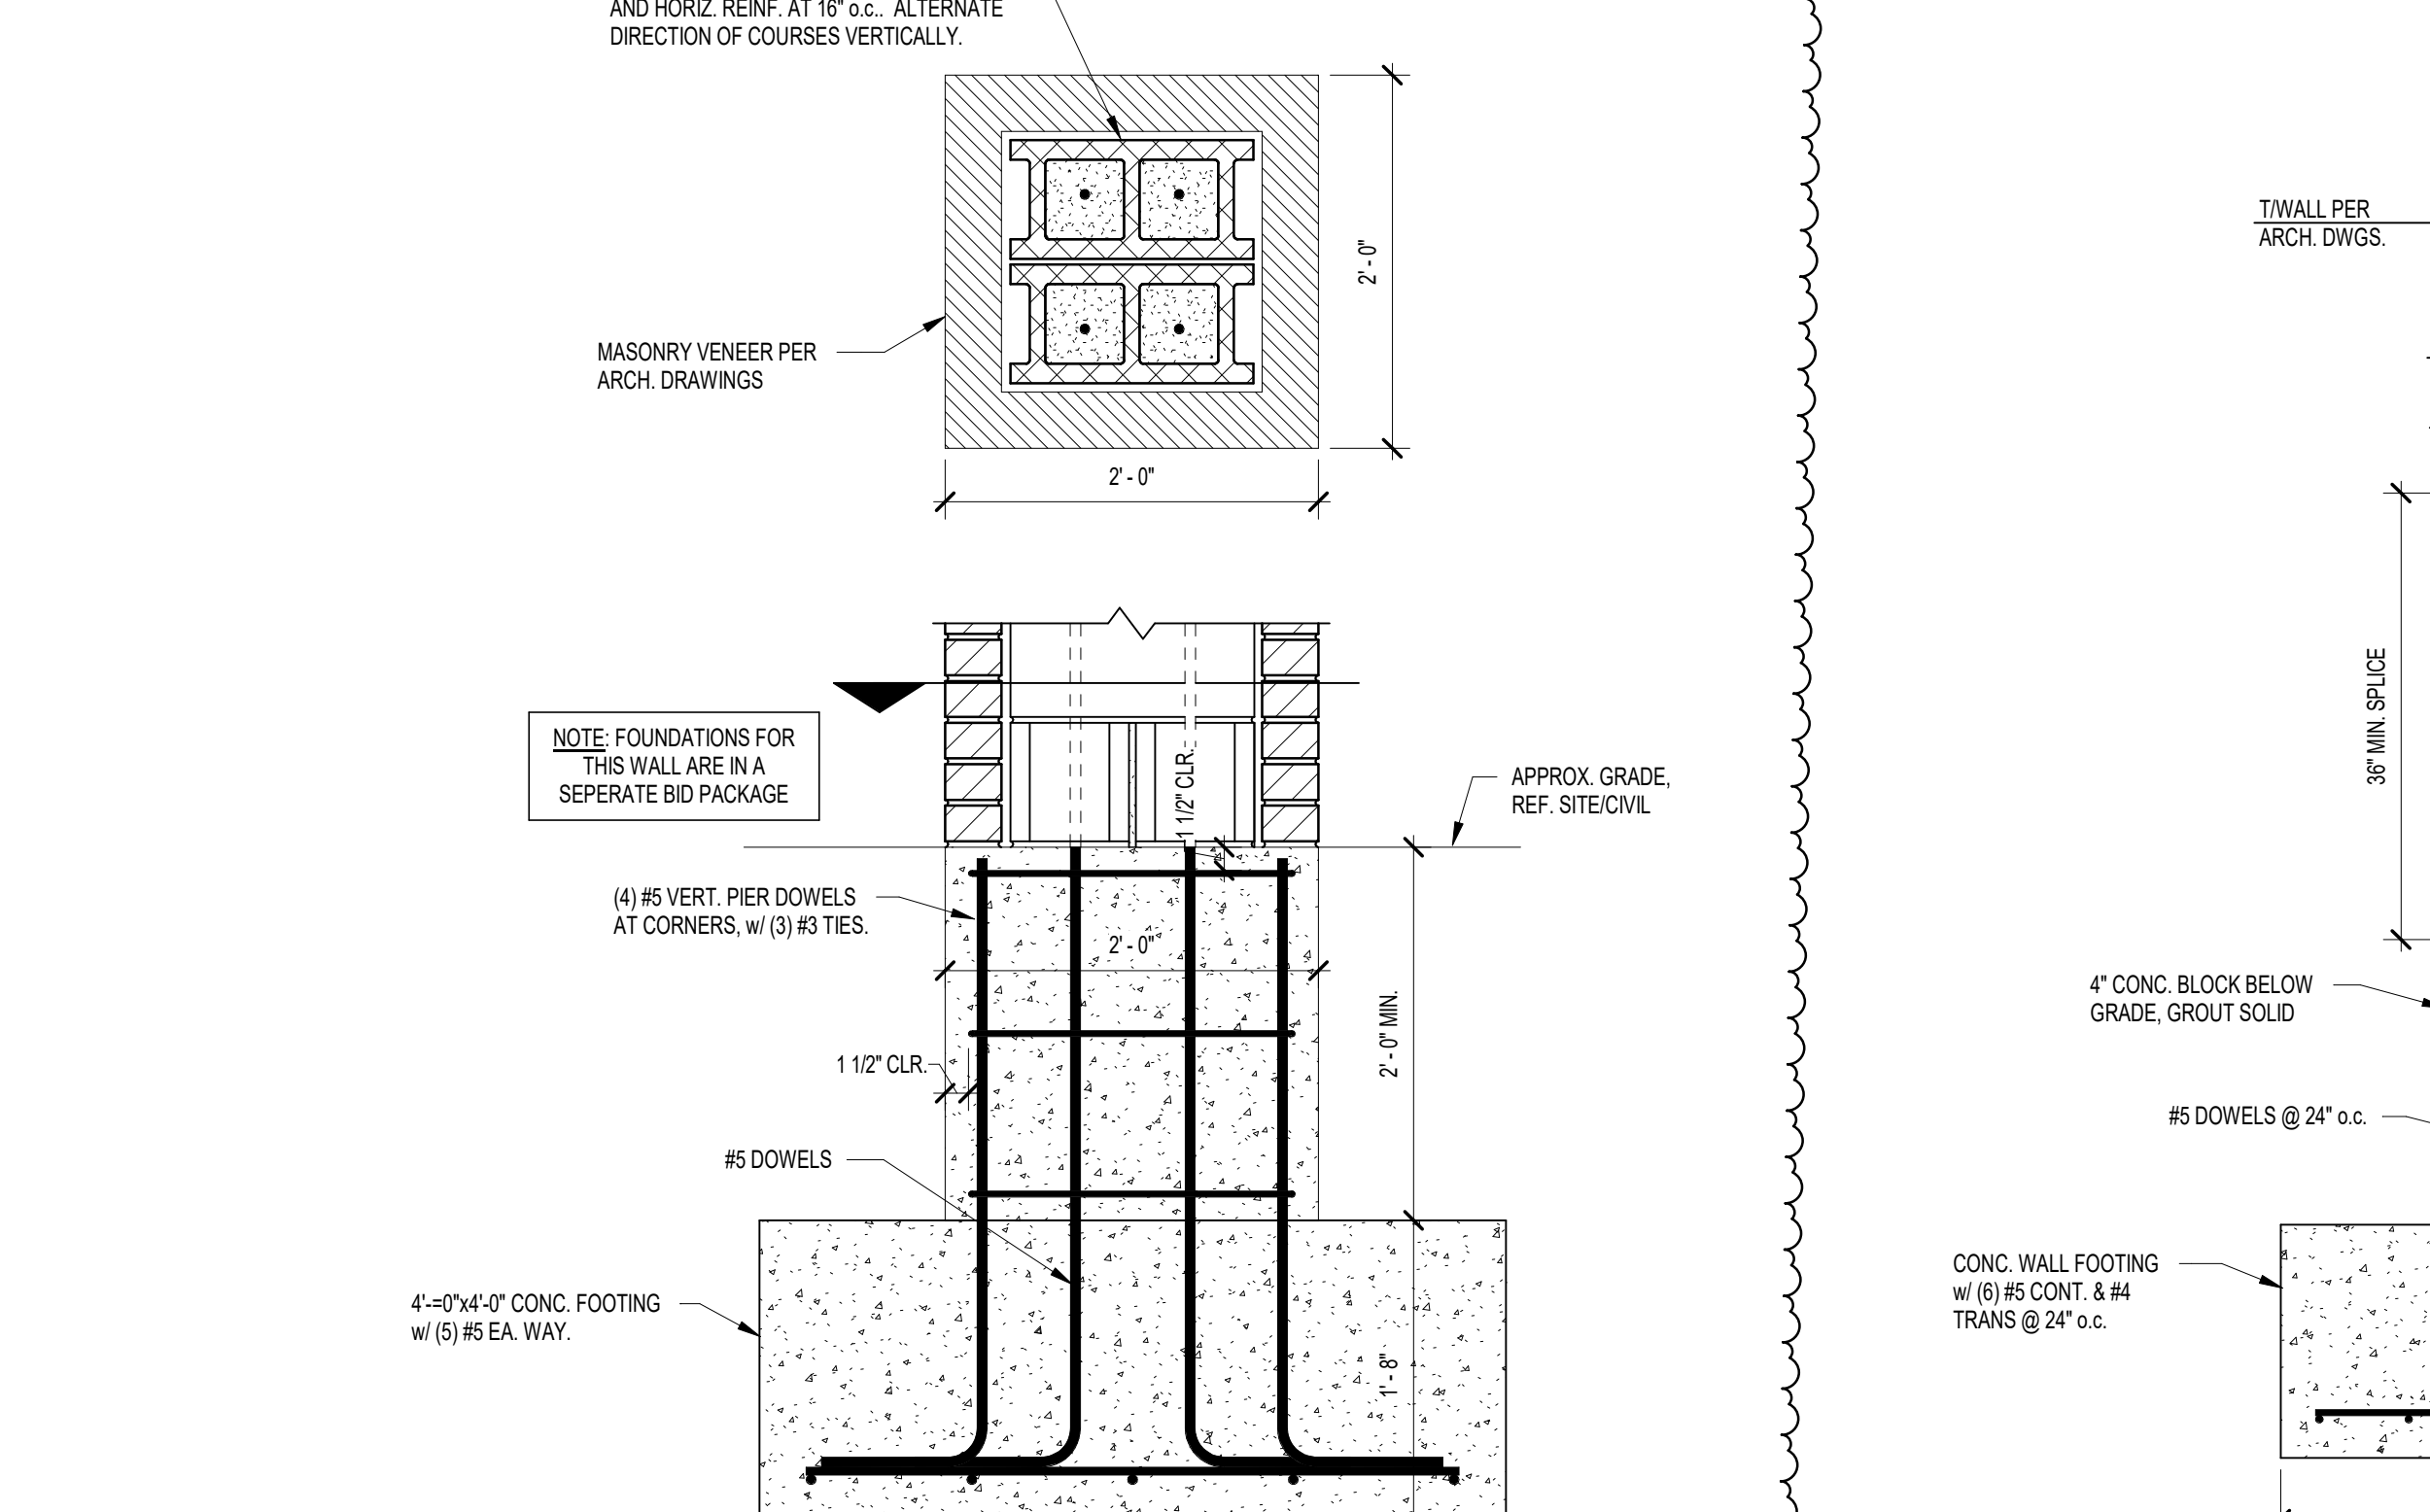 AND HORIZ. REINF. AT 16" o.c.. ALTERNATE
DIRECTION OF COURSES VERTICALLY.
2' - 0"
MASONRY VENEER PER
ARCH. DRAWINGS
2' - 0"
NOTE: FOUNDATIONS FOR
THIS WALL ARE IN A
SEPERATE BID PACKAGE
1 1/2" CLR.
APPROX. GRADE,
REF. SITE/CIVIL
(4) #5 VERT. PIER DOWELS
AT CORNERS, w/ (3) #3 TIES.
2' - 0"
2' - 0" MIN.
1 1/2" CLR.
#5 DOWELS
4'-=0"x4'-0" CONC. FOOTING
w/ (5) #5 EA. WAY.
1' - 8"
T/WALL PER
ARCH. DWGS.
36" MIN. SPLICE
4" CONC. BLOCK BELOW
GRADE, GROUT SOLID
#5 DOWELS @ 24" o.c.
CONC. WALL FOOTING
w/ (6) #5 CONT. & #4
TRANS @ 24" o.c.